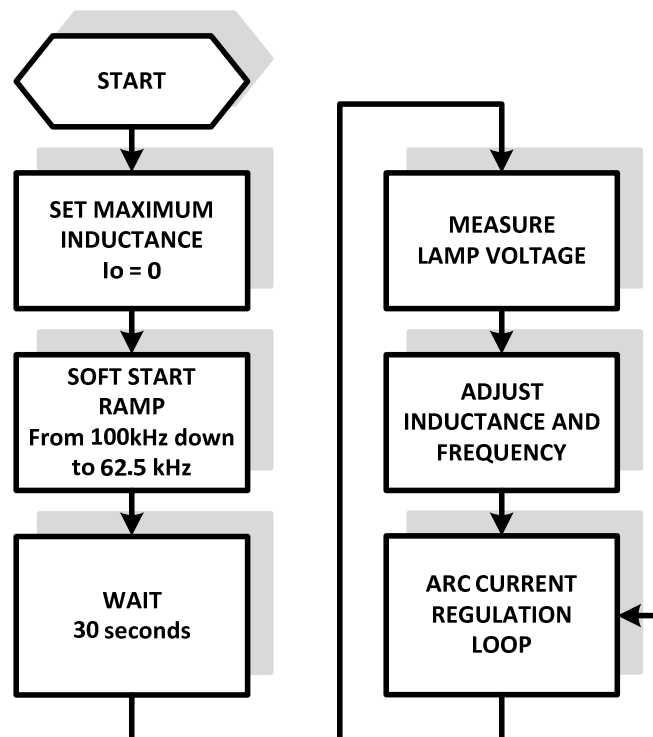 START
SET MAXIMUM
INDUCTANCE
Io = 0
SOFT START
RAMP
From 100kHz down
to 62.5 kHz
WAIT
30 seconds
MEASURE
LAMP VOLTAGE
ADJUST
INDUCTANCE AND
FREQUENCY
ARC CURRENT
REGULATION
LOOP